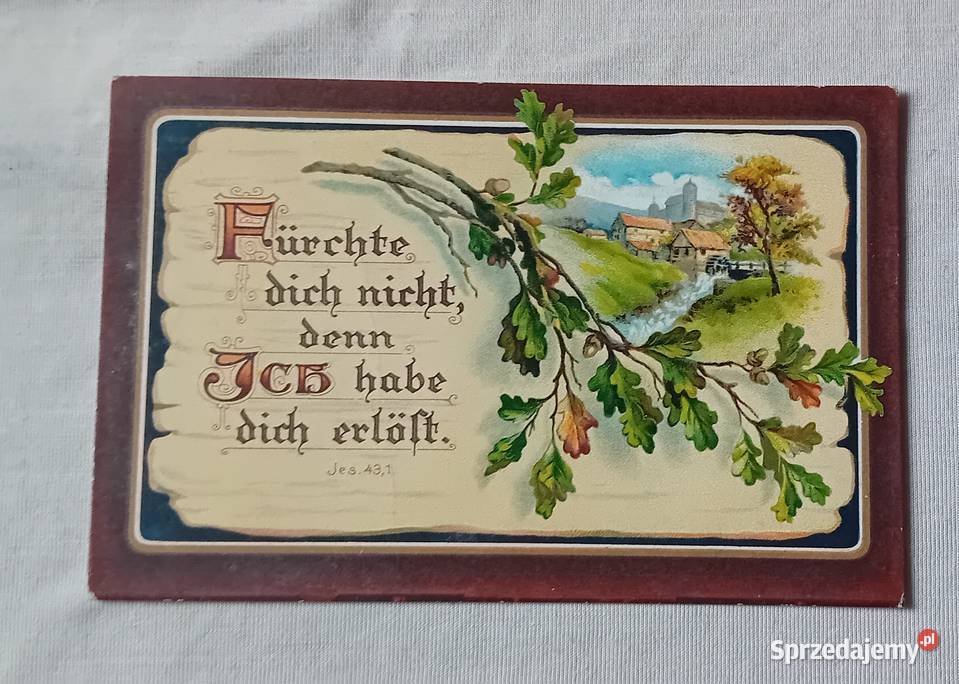 Fürchte
dich nicht,
denn
ICH habe
dich erlöſt.
Jes. 43,1
Sprzedajemy.pl